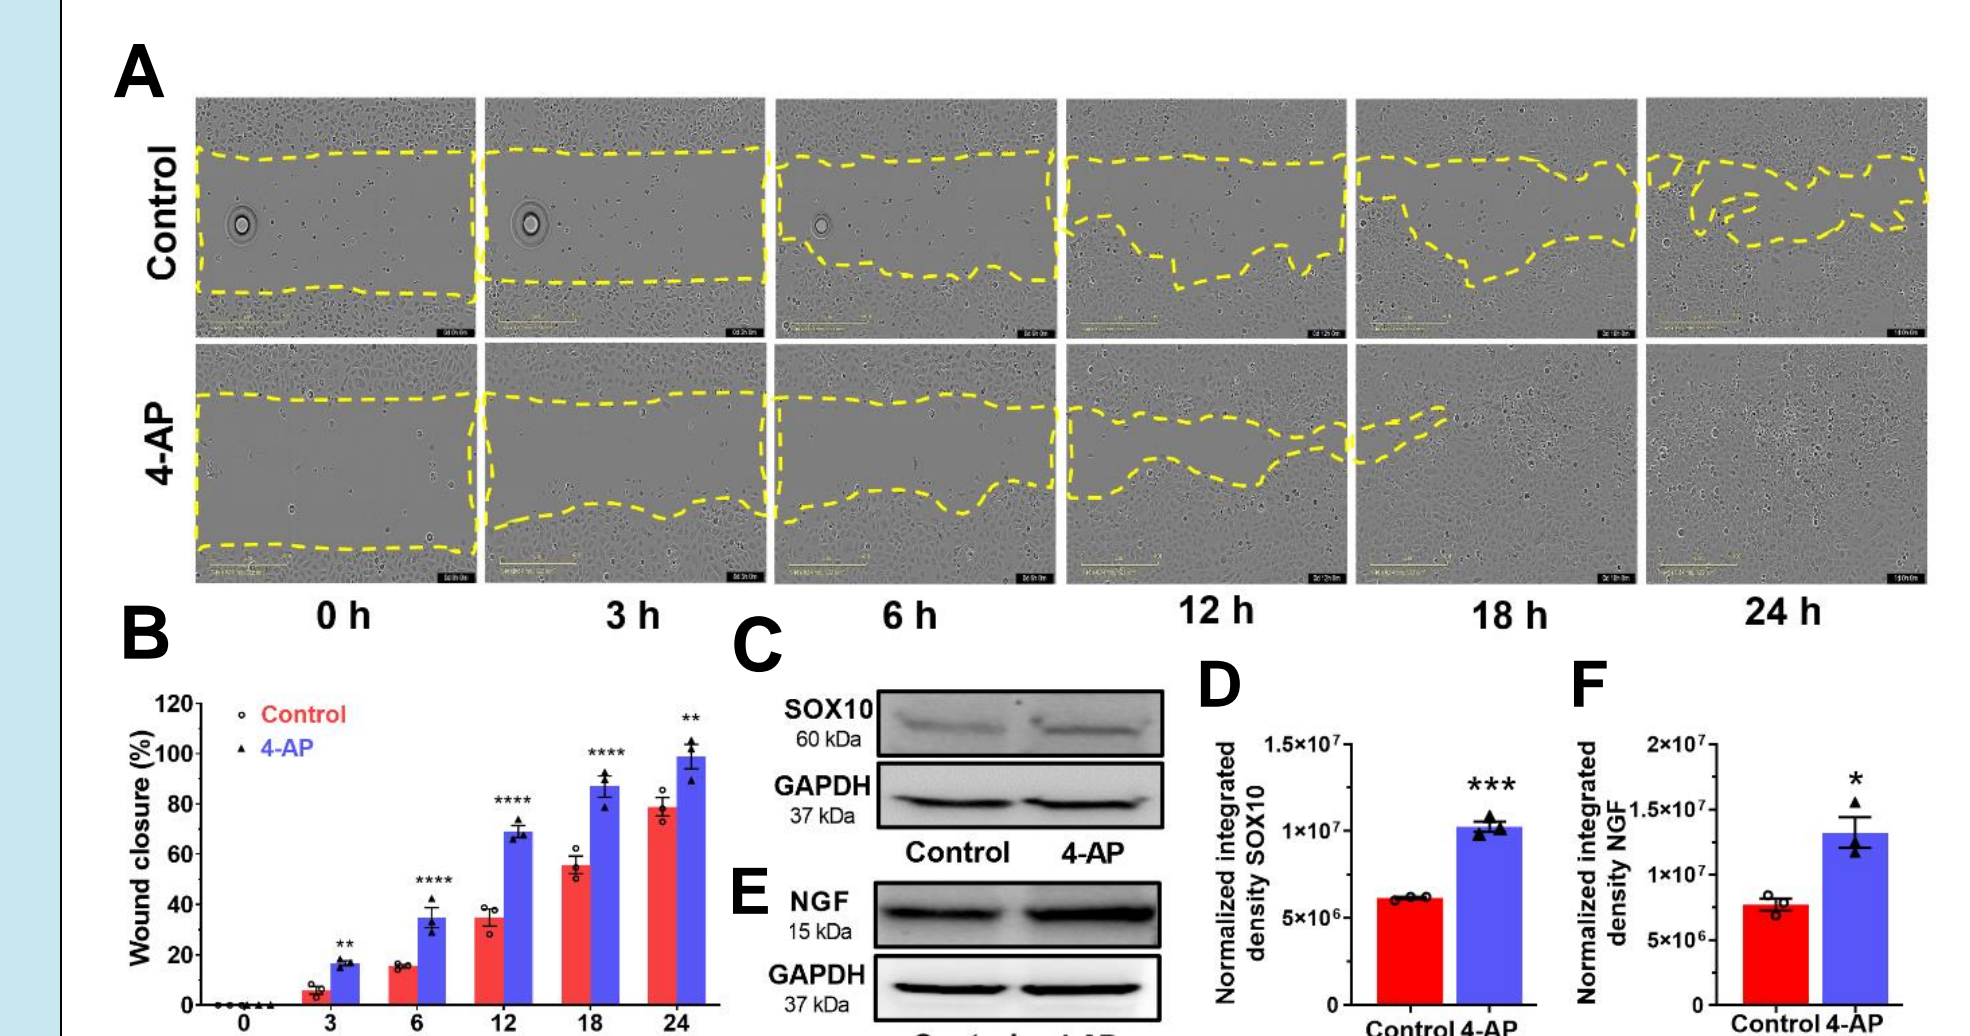 A
Control
4-AP
0 h
3 h
6 h
12 h
18 h
24 h
B
Wound closure (%)
120
100
80
60
40
20
0
Control
4-AP
**
****
****
****
**
0
3
6
12
18
24
C
SOX10
60 kDa
GAPDH
37 kDa
Control
4-AP
E
NGF
15 kDa
GAPDH
37 kDa
D
Normalized integrated
density SOX10
1.5×10⁷
1×10⁷
5×10⁶
0
***
Control 4-AP
F
Normalized integrated
density NGF
2×10⁷
1.5×10⁷
1×10⁷
5×10⁶
0
*
Control 4-AP